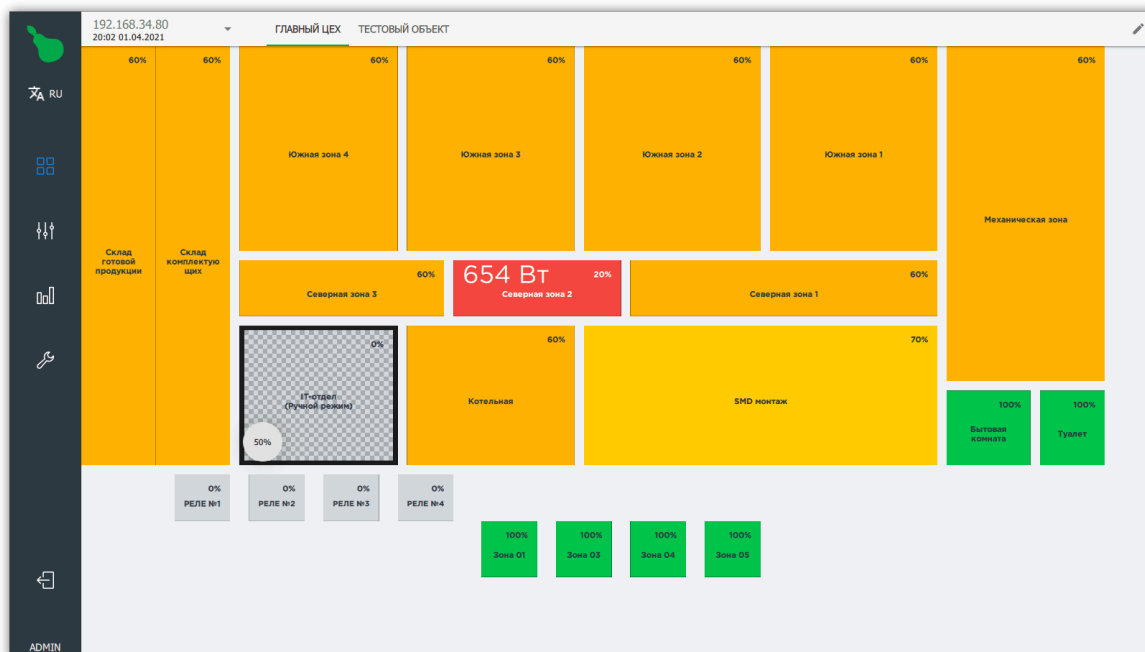 192.168.34.80
20:02 01.04.2021
ГЛАВНЫЙ ЦЕХ
ТЕСТОВЫЙ ОБЪЕКТ
RU
60%
Склад
готовой
продукции
60%
Склад
комплектую
щих
60%
Южная зона 4
60%
Южная зона 3
60%
Южная зона 2
60%
Южная зона 1
60%
Механическая зона
60%
Северная зона 3
654 Вт
20%
Северная зона 2
60%
Северная зона 1
0%
IT-отдел
(Ручной режим)
50%
60%
Котельная
70%
SMD монтаж
100%
Бытовая
комната
100%
Туалет
0%
РЕЛЕ №1
0%
РЕЛЕ №2
0%
РЕЛЕ №3
0%
РЕЛЕ №4
100%
Зона 01
100%
Зона 03
100%
Зона 04
100%
Зона 05
ADMIN